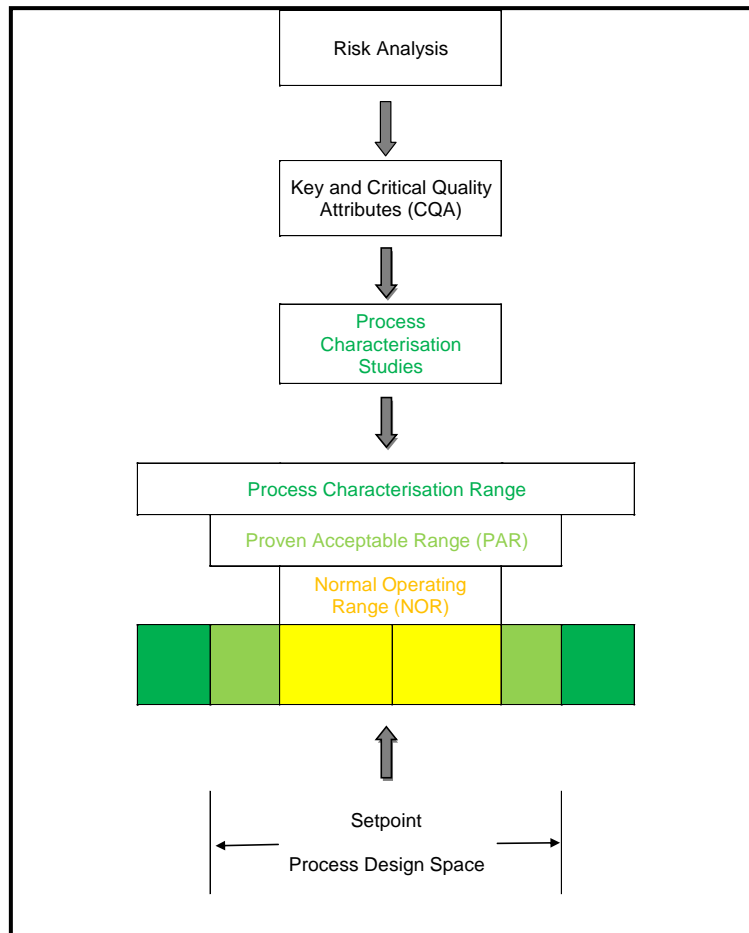 Risk Analysis
Key and Critical Quality
Attributes (CQA)
Process
Characterisation
Studies
Process Characterisation Range
Proven Acceptable Range (PAR)
Normal Operating
Range (NOR)
Setpoint
Process Design Space